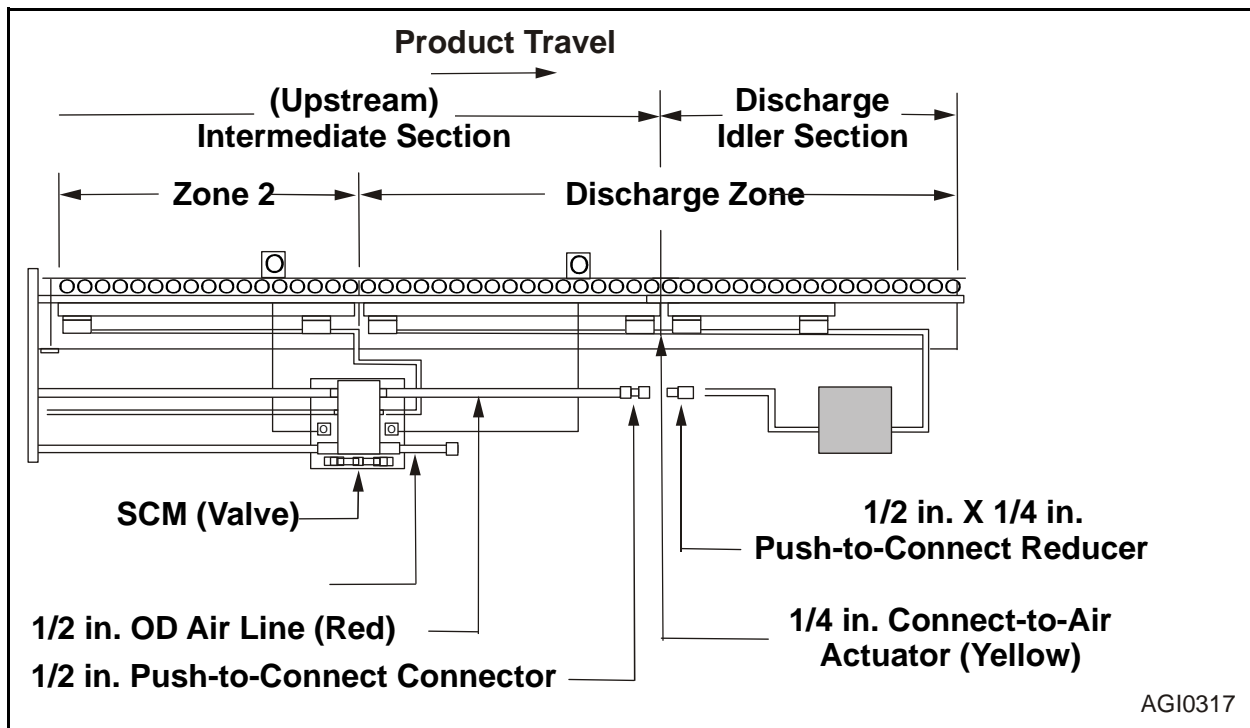 Product Travel
(Upstream)
Intermediate Section
Discharge
Idler Section
Zone 2
Discharge Zone
SCM (Valve)
1/2 in. X 1/4 in.
Push-to-Connect Reducer
1/2 in. OD Air Line (Red)
1/2 in. Push-to-Connect Connector
1/4 in. Connect-to-Air
Actuator (Yellow)
AGI0317